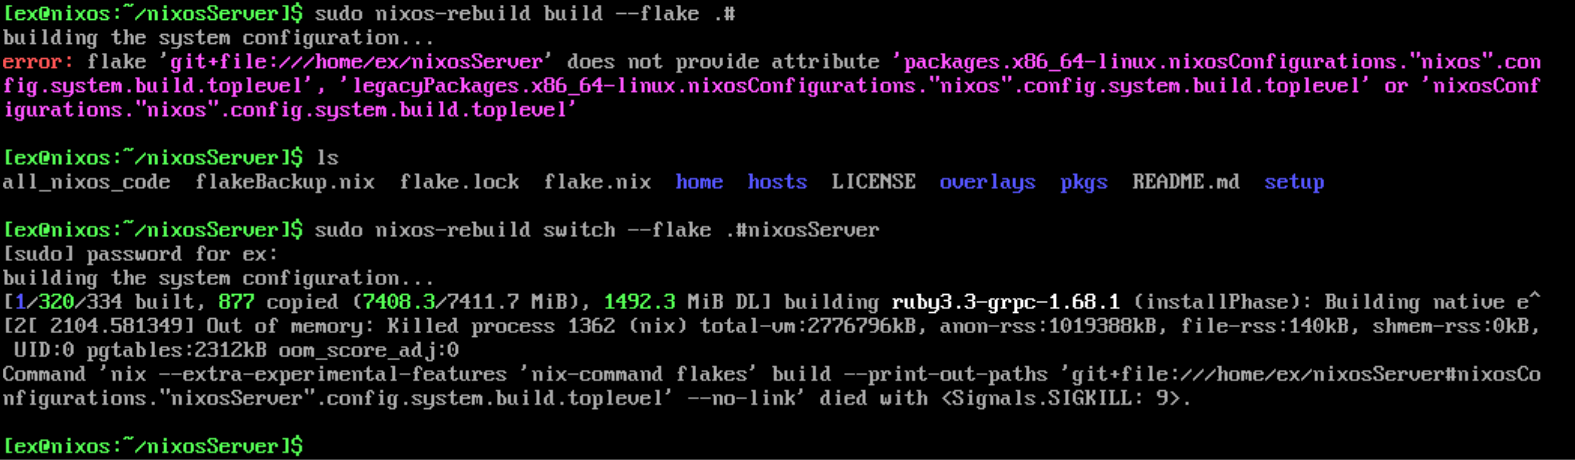 [ex@nixos:~/nixosServer]$ sudo nixos-rebuild build --flake .#
building the system configuration...
error: flake 'git+file:///home/ex/nixosServer' does not provide attribute 'packages.x86_64-linux.nixosConfigurations."nixos".con
fig.system.build.toplevel', 'legacyPackages.x86_64-linux.nixosConfigurations."nixos".config.system.build.toplevel' or 'nixosConf
igurations."nixos".config.system.build.toplevel'
[ex@nixos:~/nixosServer]$ ls
all_nixos_code  flakeBackup.nix  flake.lock  flake.nix  home  hosts  LICENSE  overlays  pkgs  README.md  setup
[ex@nixos:~/nixosServer]$ sudo nixos-rebuild switch --flake .#nixosServer
[sudo] password for ex:
building the system configuration...
[1/320/334 built, 877 copied (7408.3/7411.7 MiB), 1492.3 MiB DL] building ruby3.3-grpc-1.68.1 (installPhase): Building native e^
[2[ 2104.581349] Out of memory: Killed process 1362 (nix) total-vm:2776796kB, anon-rss:1019388kB, file-rss:140kB, shmem-rss:0kB,
 UID:0 pgtables:2312kB oom_score_adj:0
Command 'nix --extra-experimental-features 'nix-command flakes' build --print-out-paths 'git+file:///home/ex/nixosServer#nixosCo
nfigurations."nixosServer".config.system.build.toplevel' --no-link' died with <Signals.SIGKILL: 9>.
[ex@nixos:~/nixosServer]$